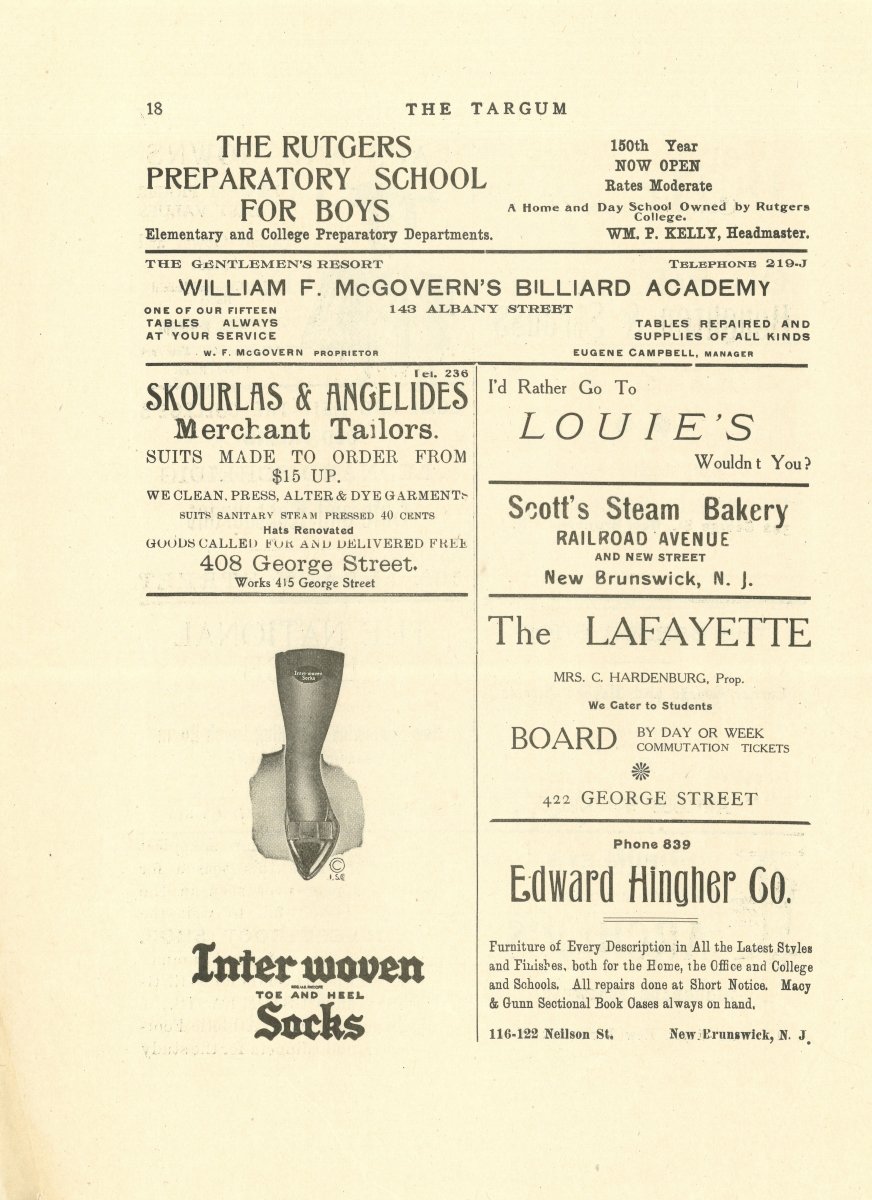 18
THE TARGUM
THE RUTGERS
PREPARATORY SCHOOL
FOR BOYS
Elementary and College Preparatory Departments.
150th Year
NOW OPEN
Rates Moderate
A Home and Day School Owned by Rutgers
College.
WM. P. KELLY, Headmaster.
THE GENTLEMEN'S RESORT
TELEPHONE 219-J
WILLIAM F. McGOVERN'S BILLIARD ACADEMY
143 ALBANY STREET
ONE OF OUR FIFTEEN
TABLES ALWAYS
AT YOUR SERVICE
TABLES REPAIRED AND
SUPPLIES OF ALL KINDS
W. F. McGOVERN PROPRIETOR
EUGENE CAMPBELL, MANAGER
Tel. 236
SKOURLAS & ANGELIDES
Merchant Tailors.
SUITS MADE TO ORDER FROM
$15 UP.
WE CLEAN, PRESS, ALTER & DYE GARMENTS
SUITS SANITARY STEAM PRESSED 40 CENTS
Hats Renovated
GOODS CALLED FOR AND DELIVERED FREE
408 George Street.
Works 415 George Street
Inter woven
Socks
©
I.S.C
Inter woven
TOE AND HEEL
Socks
I'd Rather Go To
LOUIE'S
Wouldn t You?
Scott's Steam Bakery
RAILROAD AVENUE
AND NEW STREET
New Brunswick, N. J.
The LAFAYETTE
MRS. C. HARDENBURG, Prop.
We Cater to Students
BOARD BY DAY OR WEEK
COMMUTATION TICKETS
422 GEORGE STREET
Phone 839
Edward Hingher Co.
Furniture of Every Description in All the Latest Styles
and Finishes, both for the Home, the Office and College
and Schools. All repairs done at Short Notice. Macy
& Gunn Sectional Book Cases always on hand.
116-122 Neilson St. New Brunswick, N. J.